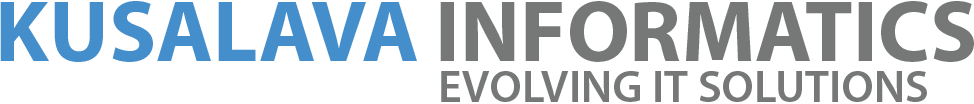 KUSALAVA INFORMATICS
EVOLVING IT SOLUTIONS